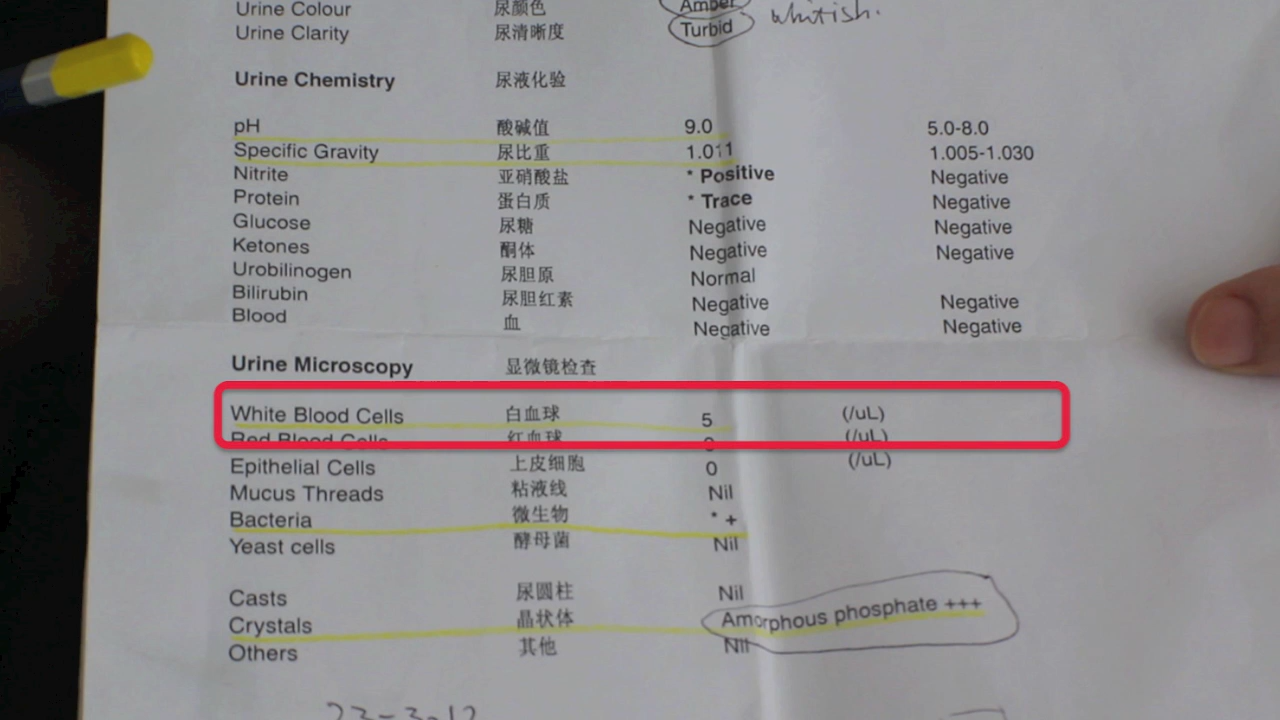 Urine Colour 尿颜色 Amber whitish.
Urine Clarity 尿清晰度 Turbid
Urine Chemistry 尿液化验
pH 酸碱值 9.0 5.0-8.0
Specific Gravity 尿比重 1.011 1.005-1.030
Nitrite 亚硝酸盐 * Positive Negative
Protein 蛋白质 * Trace Negative
Glucose 尿糖 Negative Negative
Ketones 酮体 Negative Negative
Urobilinogen 尿胆原 Normal
Bilirubin 尿胆红素 Negative Negative
Blood 血 Negative Negative
Urine Microscopy 显微镜检查
White Blood Cells 白血球 5 (/uL)
Red Blood Cells 红血球 (/uL)
Epithelial Cells 上皮细胞 0 (/uL)
Mucus Threads 粘液线 Nil
Bacteria 微生物 * +
Yeast cells 酵母菌 Nil
Casts 尿圆柱 Nil
Crystals 晶状体 Amorphous phosphate +++
Others 其他 Nil